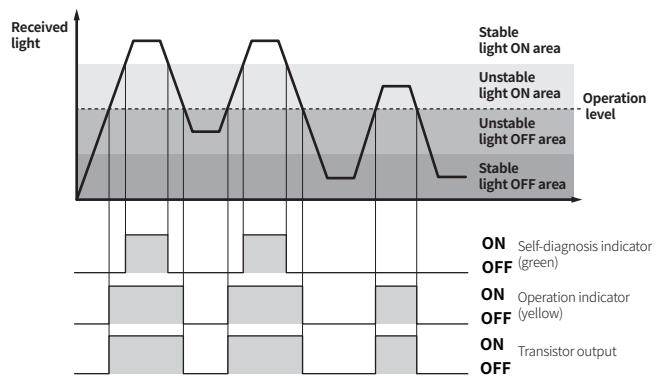 Received
light
Stable
light ON area
Unstable
light ON area
Operation
level
Unstable
light OFF area
Stable
light OFF area
ON
OFF
Self-diagnosis indicator
(green)
ON
OFF
Operation indicator
(yellow)
ON
OFF
Transistor output